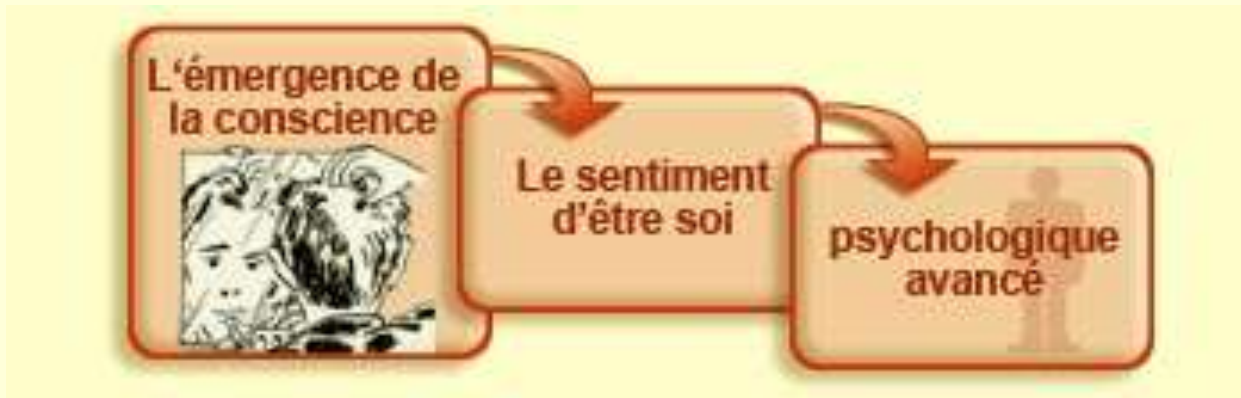 L‘émergence de
la conscience
Le sentiment
d’être soi
psychologique
avancé